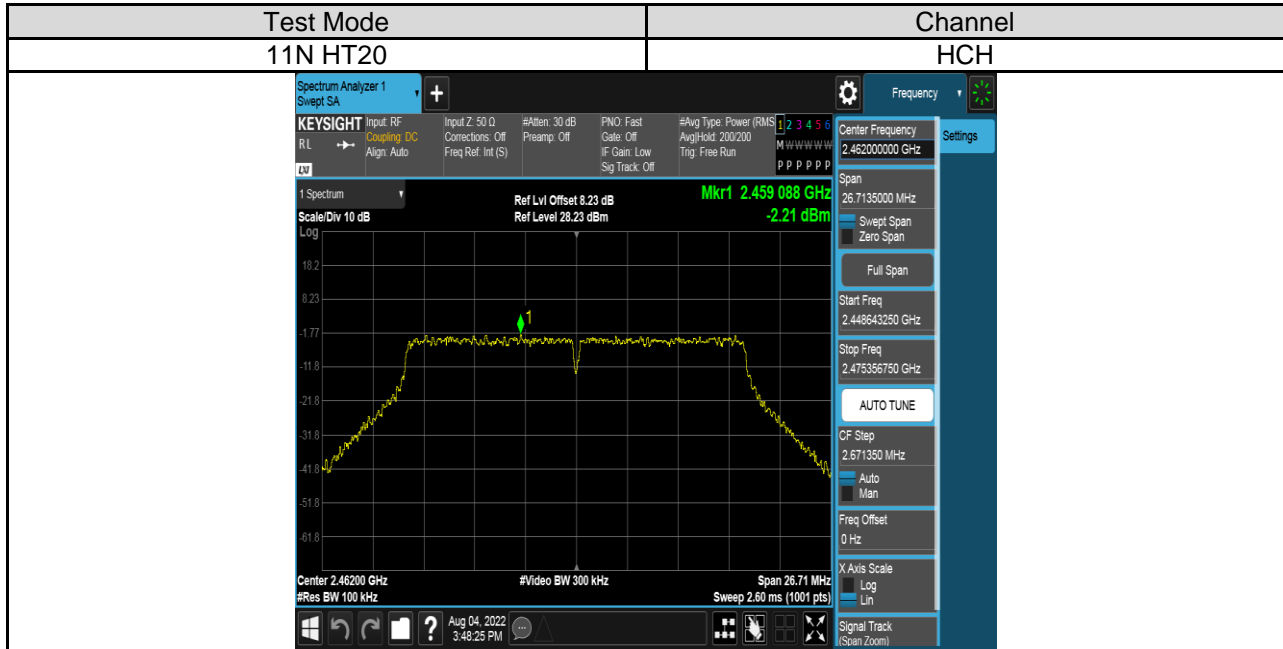 Test Mode Channel
11N HT20 HCH
Spectrum Analyzer 1
Swept SA
+
Frequency
KEYSIGHT Input: RF Input Z: 50 Ω #Atten: 30 dB PNO: Fast #Avg Type: Power (RMS 1 2 3 4 5 6
RL Coupling: DC Corrections: Off Preamp: Off Gate: Off Avg|Hold: 200/200 M W W W W W
Align: Auto Freq Ref: Int (S) IF Gain: Low Trig: Free Run
LXI Sig Track: Off P P P P P P
1 Spectrum
Ref Lvl Offset 8.23 dB
Mkr1 2.459 088 GHz
Scale/Div 10 dB
Ref Level 28.23 dBm
-2.21 dBm
Log
18.2
8.23
-1.77
-11.8
-21.8
-31.8
-41.8
-51.8
-61.8
1
Center 2.46200 GHz #Video BW 300 kHz Span 26.71 MHz
#Res BW 100 kHz Sweep 2.60 ms (1001 pts)
?
Aug 04, 2022
3:48:25 PM
Settings
Center Frequency
2.462000000 GHz
Span
26.7135000 MHz
Swept Span
Zero Span
Full Span
Start Freq
2.448643250 GHz
Stop Freq
2.475356750 GHz
AUTO TUNE
CF Step
2.671350 MHz
Auto
Man
Freq Offset
0 Hz
X Axis Scale
Log
Lin
Signal Track
(Span Zoom)